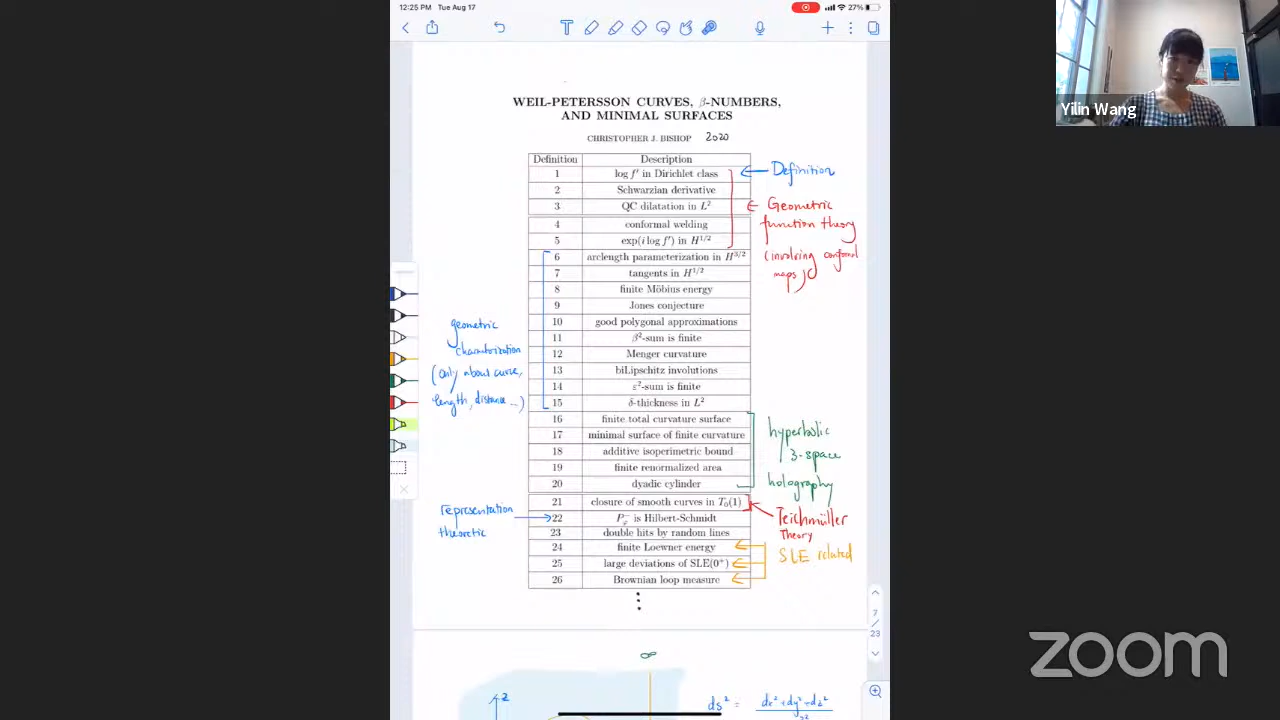 12:25 PM Tue Aug 17
27%
WEIL-PETERSSON CURVES, β-NUMBERS,
AND MINIMAL SURFACES
CHRISTOPHER J. BISHOP 2020
Definition Description
1 log f′ in Dirichlet class
2 Schwarzian derivative
3 QC dilatation in L²
4 conformal welding
5 exp(i log f′) in H^{1/2}
6 arclength parameterization in H^{3/2}
7 tangents in H^{1/2}
8 finite Möbius energy
9 Jones conjecture
10 good polygonal approximations
11 β²-sum is finite
12 Menger curvature
13 biLipschitz involutions
14 ε²-sum is finite
15 δ-thickness in L²
16 finite total curvature surface
17 minimal surface of finite curvature
18 additive isoperimetric bound
19 finite renormalized area
20 dyadic cylinder
21 closure of smooth curves in T₀(1)
22 P⁻_φ is Hilbert-Schmidt
23 double hits by random lines
24 finite Loewner energy
25 large deviations of SLE(0⁺)
26 Brownian loop measure
⋮
Definition
Geometric
function theory
(involving conformal
maps)
geometric
characterization
(only about curve,
length, distance...)
hyperbolic
3-space
holography
representation
theoretic
Teichmüller
Theory
SLE related
7
/
23
∞
z
ds² = dx²+dy²+dz²
z²
Yilin Wang
zoom